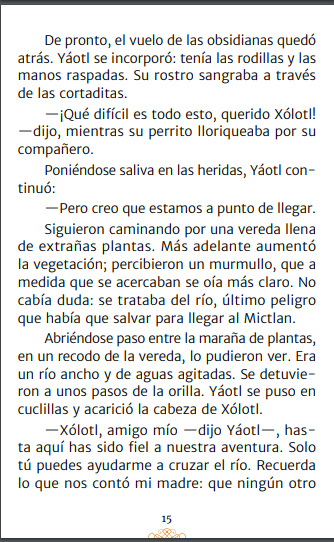 De pronto, el vuelo de las obsidianas quedó
atrás. Yáotl se incorporó: tenía las rodillas y las
manos raspadas. Su rostro sangraba a través
de las cortaditas.
—¡Qué difícil es todo esto, querido Xólotl!
—dijo, mientras su perrito lloriqueaba por su
compañero.
Poniéndose saliva en las heridas, Yáotl con-
tinuó:
—Pero creo que estamos a punto de llegar.
Siguieron caminando por una vereda llena
de extrañas plantas. Más adelante aumentó
la vegetación; percibieron un murmullo, que a
medida que se acercaban se oía más claro. No
cabía duda: se trataba del río, último peligro
que había que salvar para llegar al Mictlan.
Abriéndose paso entre la maraña de plantas,
en un recodo de la vereda, lo pudieron ver. Era
un río ancho y de aguas agitadas. Se detuvie-
ron a unos pasos de la orilla. Yáotl se puso en
cuclillas y acarició la cabeza de Xólotl.
—Xólotl, amigo mío —dijo Yáotl—, has-
ta aquí has sido fiel a nuestra aventura. Solo
tú puedes ayudarme a cruzar el río. Recuerda
lo que nos contó mi madre: que ningún otro
15